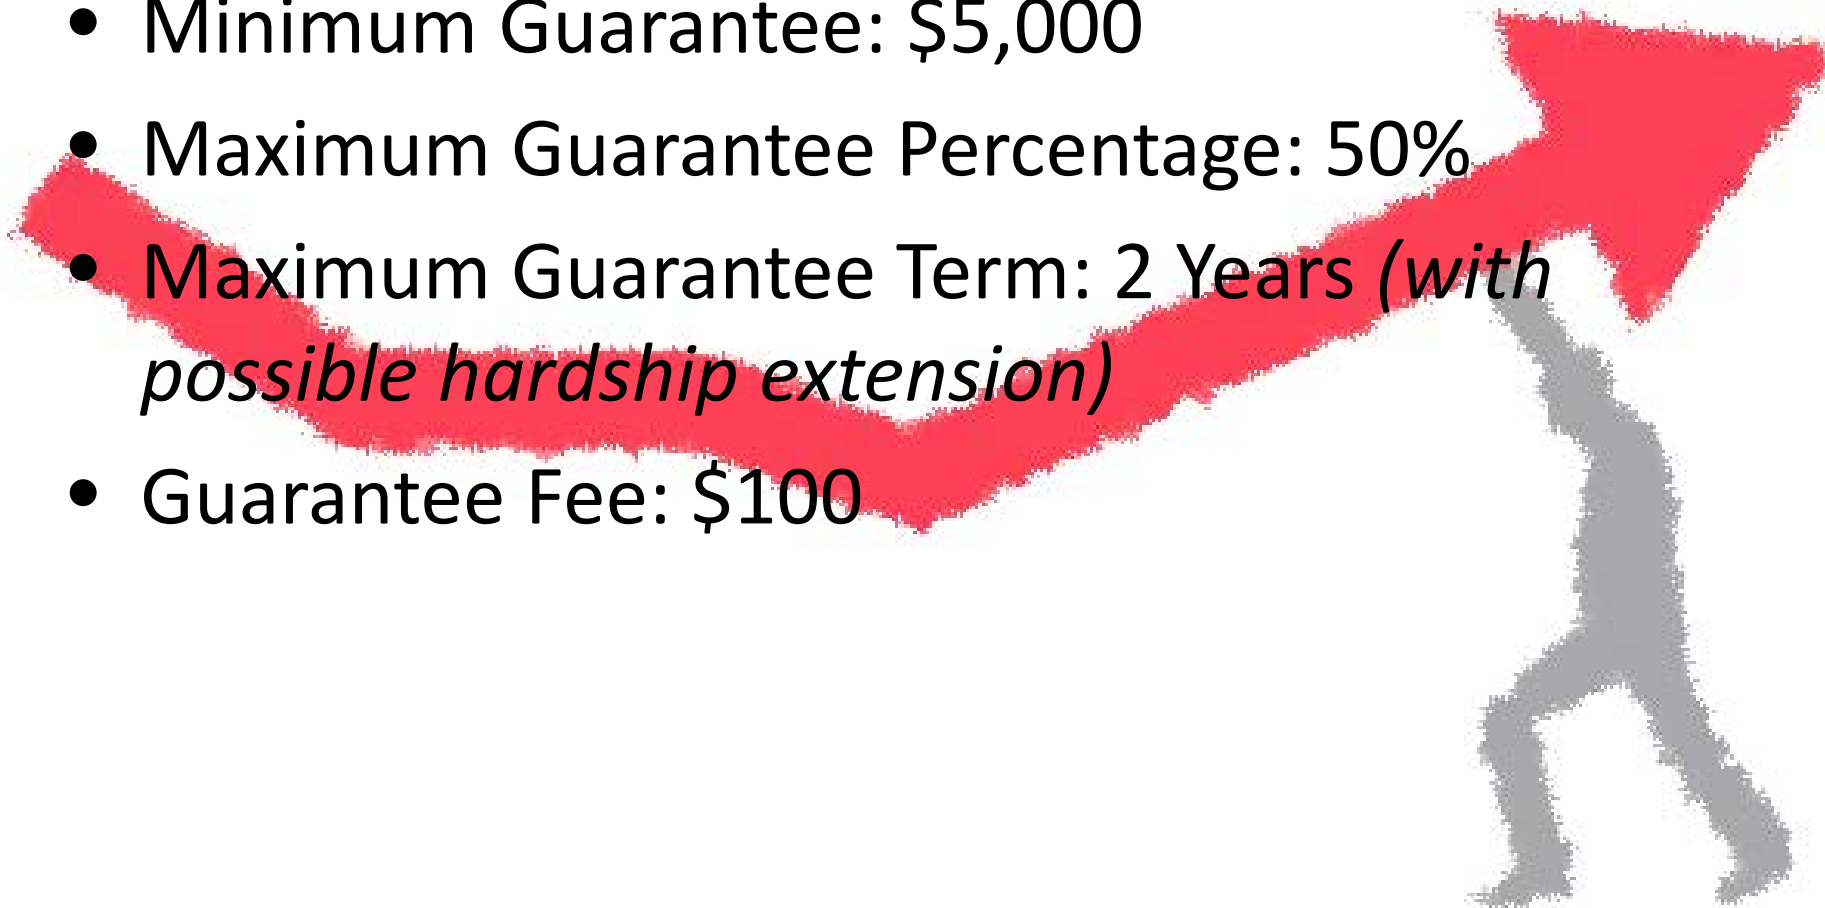 • Minimum Guarantee: $5,000
• Maximum Guarantee Percentage: 50%
• Maximum Guarantee Term: 2 Years (with
possible hardship extension)
• Guarantee Fee: $100